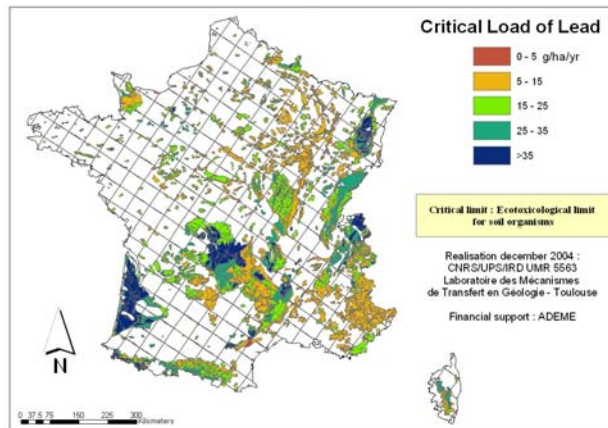 Critical Load of Lead
0 - 5 g/ha/yr
5 - 15
15 - 25
25 - 35
>35
Critical limit : Ecotoxicological limit
for soil organisms
Realisation december 2004 :
CNRS/UPS/IRD UMR 5563
Laboratoire des Mécanismes
de Transfert en Géologie - Toulouse
Financial support : ADEME
N
0 37,5 75 150 225 300
Kilometers